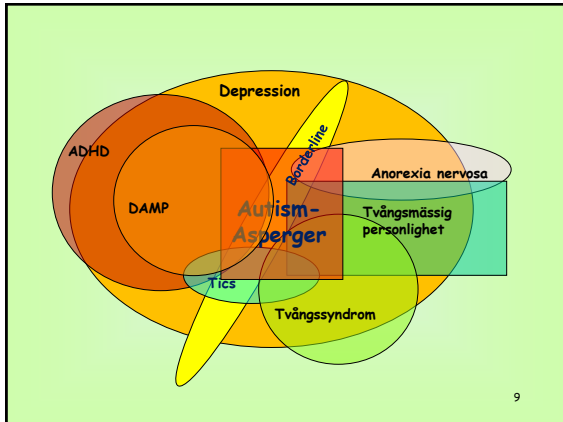 Depression
Borderline
ADHD
Anorexia nervosa
DAMP
Autism-
Asperger
Tvångsmässig
personlighet
Tics
Tvångssyndrom
9